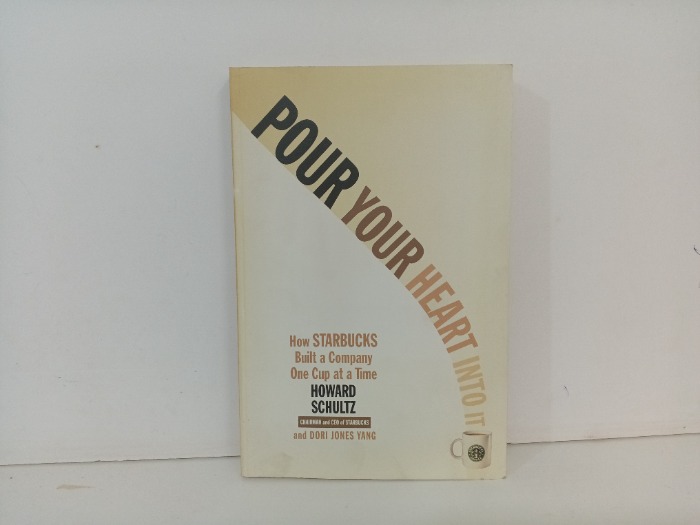 POUR YOUR HEART INTO IT
How STARBUCKS
Built a Company
One Cup at a Time
HOWARD
SCHULTZ
CHAIRMAN and CEO of STARBUCKS
and DORI JONES YANG